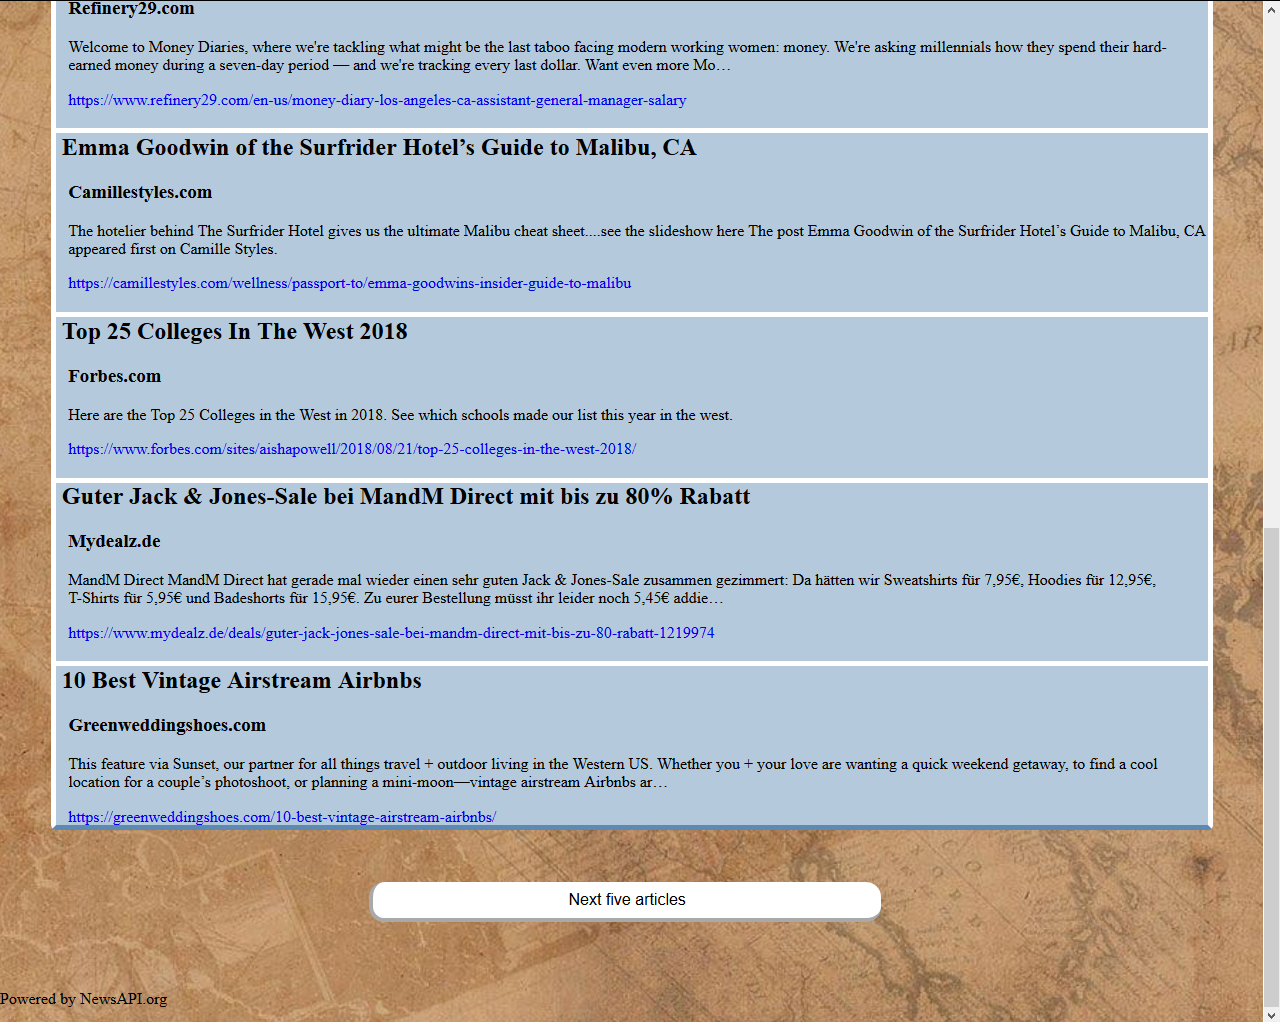 Refinery29.com
Welcome to Money Diaries, where we're tackling what might be the last taboo facing modern working women: money. We're asking millennials how they spend their hard-
earned money during a seven-day period — and we're tracking every last dollar. Want even more Mo…
https://www.refinery29.com/en-us/money-diary-los-angeles-ca-assistant-general-manager-salary
Emma Goodwin of the Surfrider Hotel’s Guide to Malibu, CA
Camillestyles.com
The hotelier behind The Surfrider Hotel gives us the ultimate Malibu cheat sheet....see the slideshow here The post Emma Goodwin of the Surfrider Hotel’s Guide to Malibu, CA
appeared first on Camille Styles.
https://camillestyles.com/wellness/passport-to/emma-goodwins-insider-guide-to-malibu
Top 25 Colleges In The West 2018
Forbes.com
Here are the Top 25 Colleges in the West in 2018. See which schools made our list this year in the west.
https://www.forbes.com/sites/aishapowell/2018/08/21/top-25-colleges-in-the-west-2018/
Guter Jack & Jones-Sale bei MandM Direct mit bis zu 80% Rabatt
Mydealz.de
MandM Direct MandM Direct hat gerade mal wieder einen sehr guten Jack & Jones-Sale zusammen gezimmert: Da hätten wir Sweatshirts für 7,95€, Hoodies für 12,95€,
T-Shirts für 5,95€ und Badeshorts für 15,95€. Zu eurer Bestellung müsst ihr leider noch 5,45€ addie…
https://www.mydealz.de/deals/guter-jack-jones-sale-bei-mandm-direct-mit-bis-zu-80-rabatt-1219974
10 Best Vintage Airstream Airbnbs
Greenweddingshoes.com
This feature via Sunset, our partner for all things travel + outdoor living in the Western US. Whether you + your love are wanting a quick weekend getaway, to find a cool
location for a couple’s photoshoot, or planning a mini-moon—vintage airstream Airbnbs ar…
https://greenweddingshoes.com/10-best-vintage-airstream-airbnbs/
Next five articles
Powered by NewsAPI.org